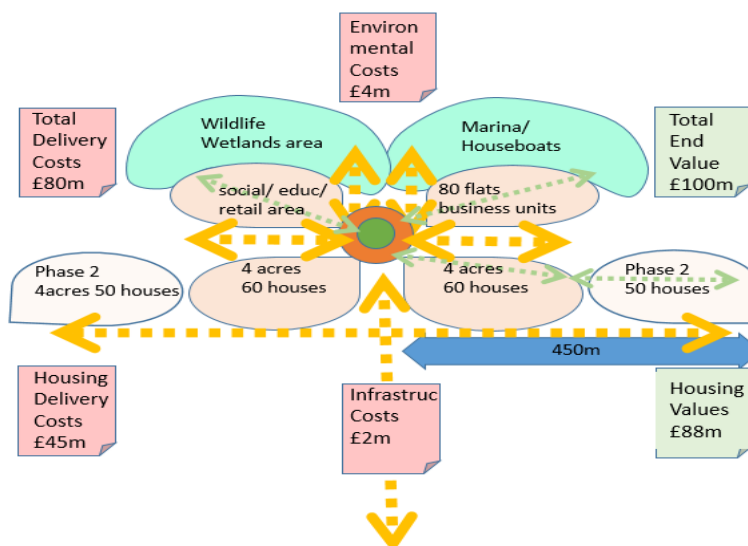 Environ
mental
Costs
£4m
Total
Delivery
Costs
£80m
Wildlife
Wetlands area
Marina/
Houseboats
Total
End
Value
£100m
social/ educ/
retail area
80 flats
business units
Phase 2
4acres 50 houses
4 acres
60 houses
4 acres
60 houses
Phase 2
50 houses
450m
Housing
Delivery
Costs
£45m
Infrastruc
Costs
£2m
Housing
Values
£88m